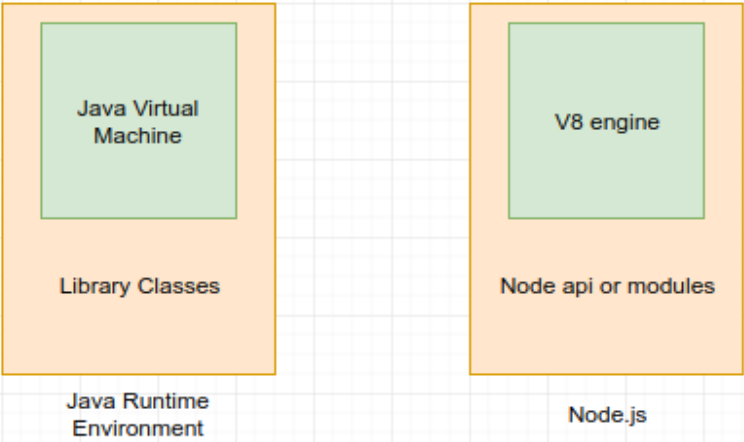 Java Virtual
Machine
V8 engine
Library Classes
Node api or modules
Java Runtime
Environment
Node.js